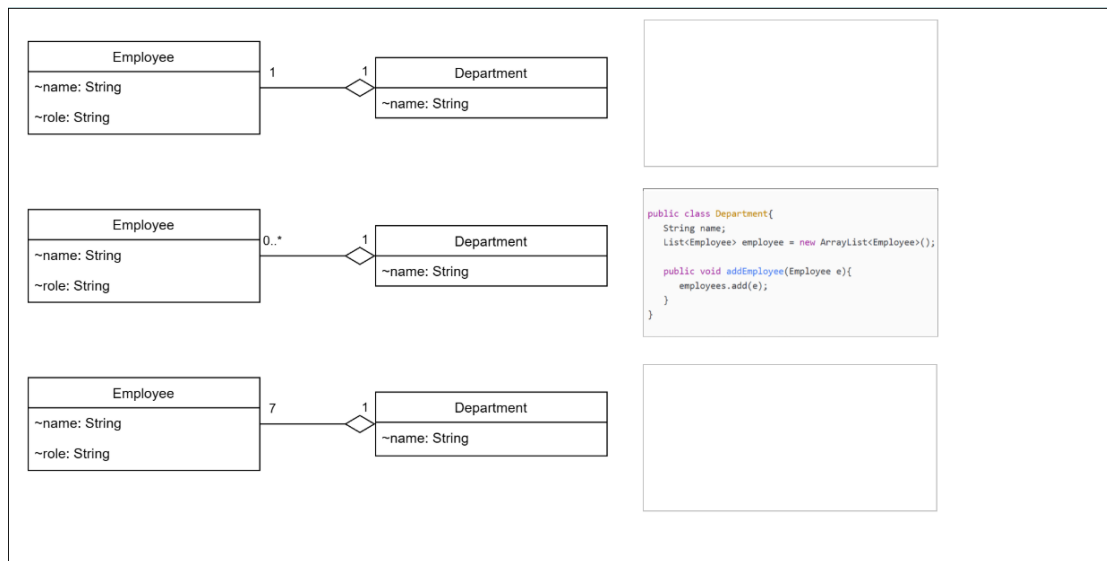 Employee
~name: String
~role: String
1
1
Department
~name: String
Employee
~name: String
~role: String
0..*
1
Department
~name: String
public class Department{
String name;
List<Employee> employee = new ArrayList<Employee>();
public void addEmployee(Employee e){
employees.add(e);
}
}
Employee
~name: String
~role: String
7
1
Department
~name: String